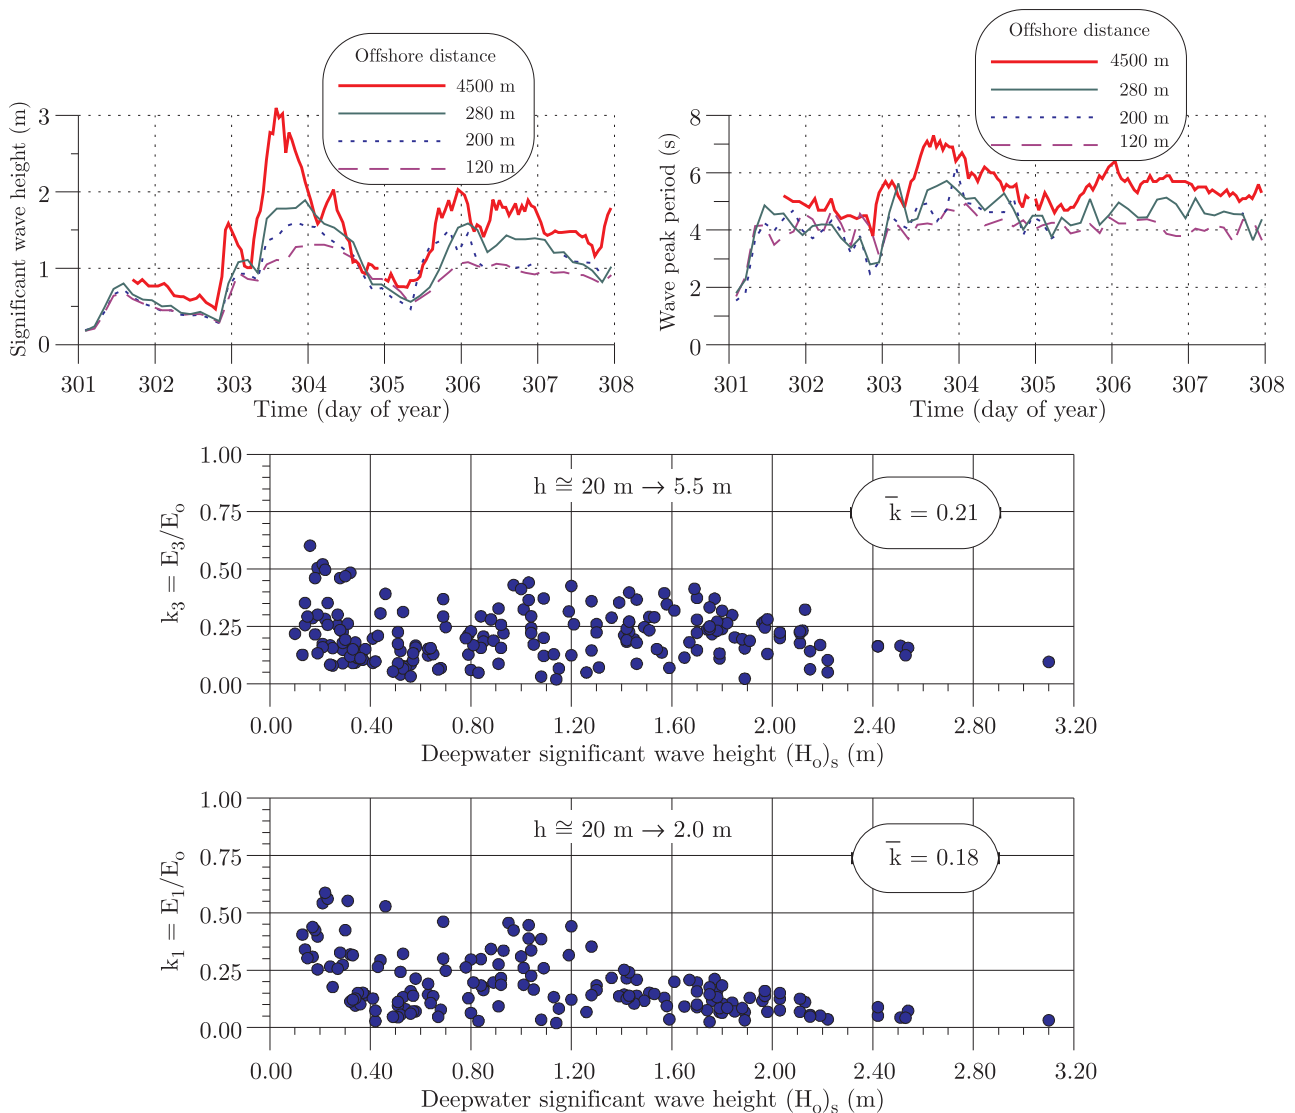 Offshore distance
4500 m
280 m
200 m
120 m
Significant wave height (m)
3
2
1
0
301 302 303 304 305 306 307 308
Time (day of year)
Offshore distance
4500 m
280 m
200 m
120 m
Wave peak period (s)
8
6
4
2
0
301 302 303 304 305 306 307 308
Time (day of year)
k₃ = E₃/Eₒ
1.00
0.75
0.50
0.25
0.00
h ≅ 20 m → 5.5 m
k̅ = 0.21
0.00 0.40 0.80 1.20 1.60 2.00 2.40 2.80 3.20
Deepwater significant wave height (Hₒ)ₛ (m)
k₁ = E₁/Eₒ
1.00
0.75
0.50
0.25
0.00
h ≅ 20 m → 2.0 m
k̅ = 0.18
0.00 0.40 0.80 1.20 1.60 2.00 2.40 2.80 3.20
Deepwater significant wave height (Hₒ)ₛ (m)